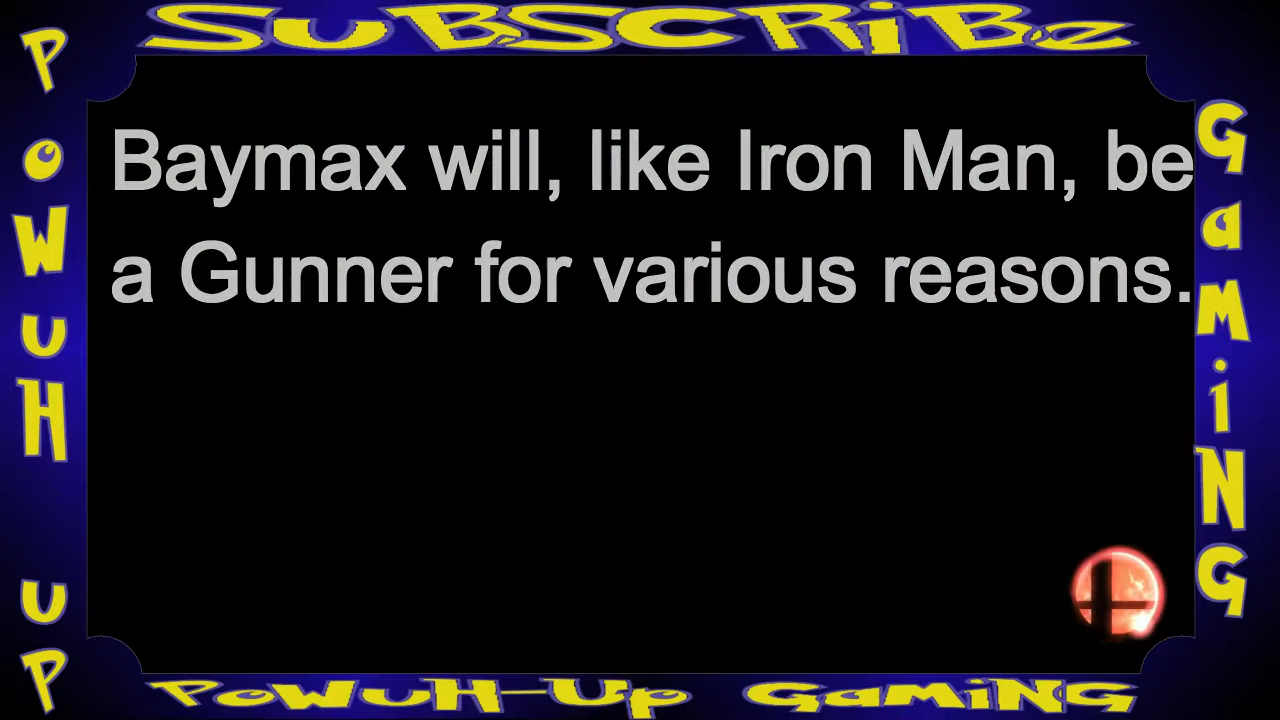 SUBSCRiBe
PoWuH uP
Baymax will, like Iron Man, be
a Gunner for various reasons.
GaMiNG
PoWuH-Up GaMiNG